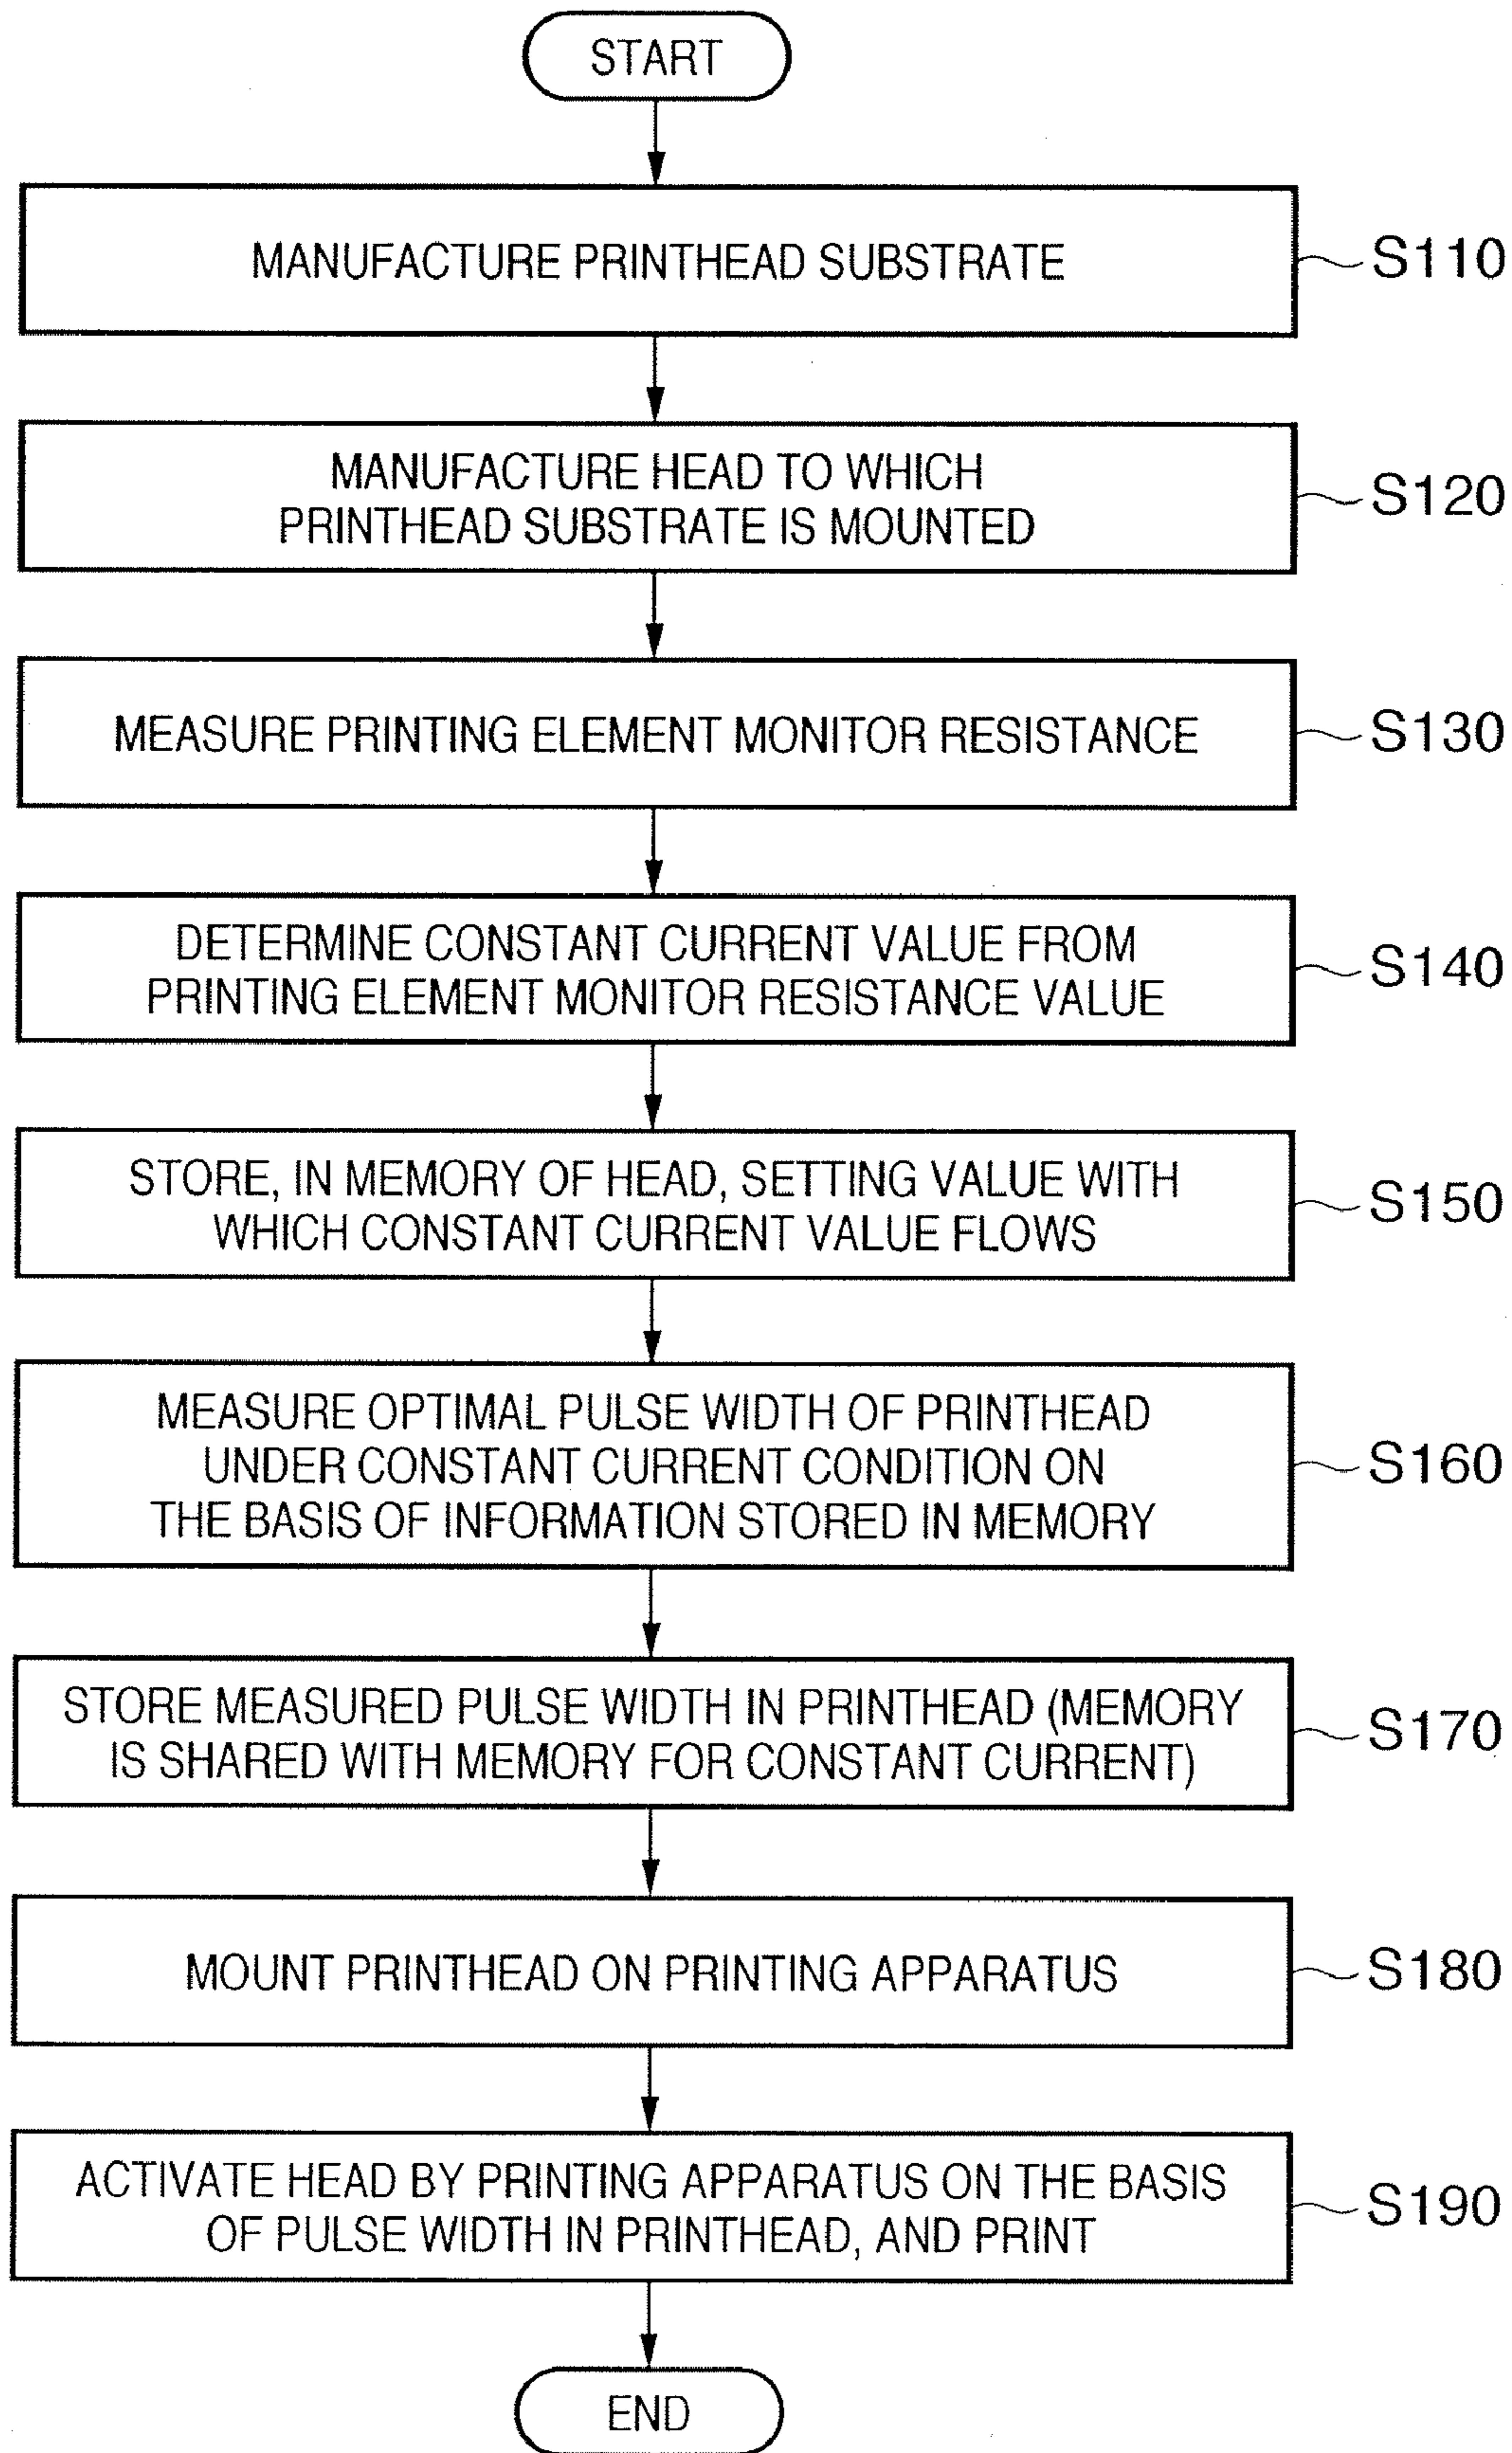 START
MANUFACTURE PRINTHEAD SUBSTRATE
S110
MANUFACTURE HEAD TO WHICH
PRINTHEAD SUBSTRATE IS MOUNTED
S120
MEASURE PRINTING ELEMENT MONITOR RESISTANCE
S130
DETERMINE CONSTANT CURRENT VALUE FROM
PRINTING ELEMENT MONITOR RESISTANCE VALUE
S140
STORE, IN MEMORY OF HEAD, SETTING VALUE WITH
WHICH CONSTANT CURRENT VALUE FLOWS
S150
MEASURE OPTIMAL PULSE WIDTH OF PRINTHEAD
UNDER CONSTANT CURRENT CONDITION ON
THE BASIS OF INFORMATION STORED IN MEMORY
S160
STORE MEASURED PULSE WIDTH IN PRINTHEAD (MEMORY
IS SHARED WITH MEMORY FOR CONSTANT CURRENT)
S170
MOUNT PRINTHEAD ON PRINTING APPARATUS
S180
ACTIVATE HEAD BY PRINTING APPARATUS ON THE BASIS
OF PULSE WIDTH IN PRINTHEAD, AND PRINT
S190
END